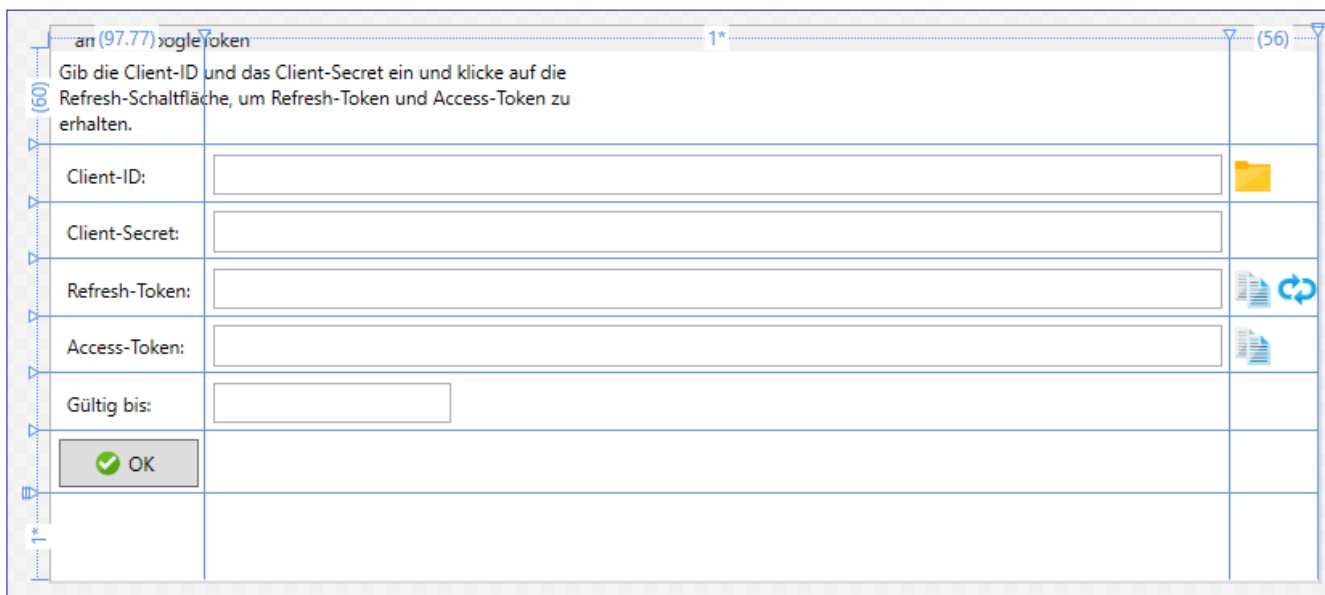 (97.77) oogleToken 1* (56)
(60)
Gib die Client-ID und das Client-Secret ein und klicke auf die
Refresh-Schaltfläche, um Refresh-Token und Access-Token zu
erhalten.
Client-ID:
Client-Secret:
Refresh-Token:
Access-Token:
Gültig bis:
OK
1*